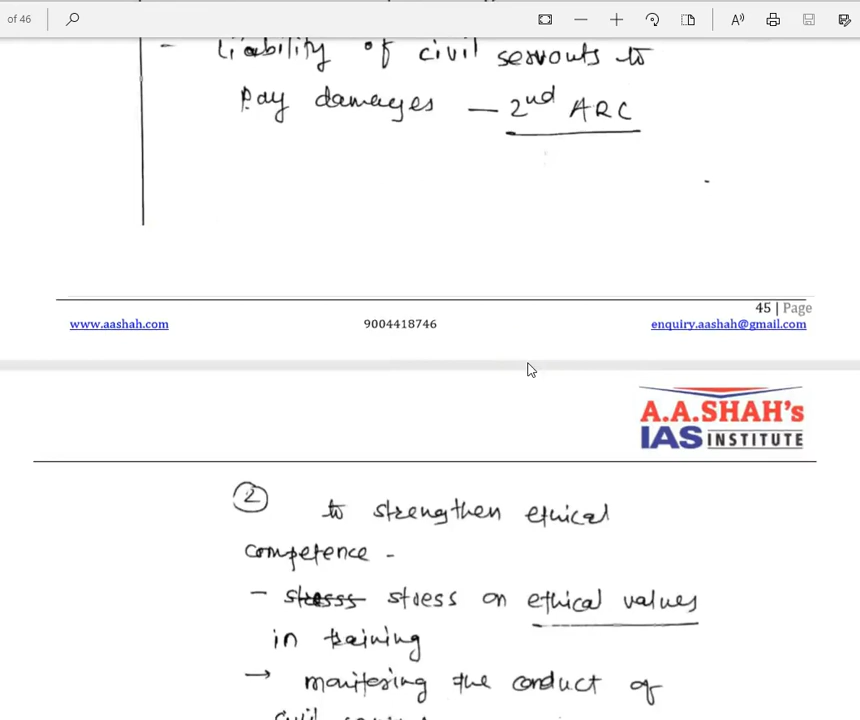 of 46
- Liability of civil servants to
Pay damages — 2nd ARC
45 | Page
www.aashah.com 9004418746 enquiry.aashah@gmail.com
A.A.SHAH's
IAS INSTITUTE
2 to strengthen ethical
competence -
- stress on ethical values
in training
→ monitoring the conduct of
civil